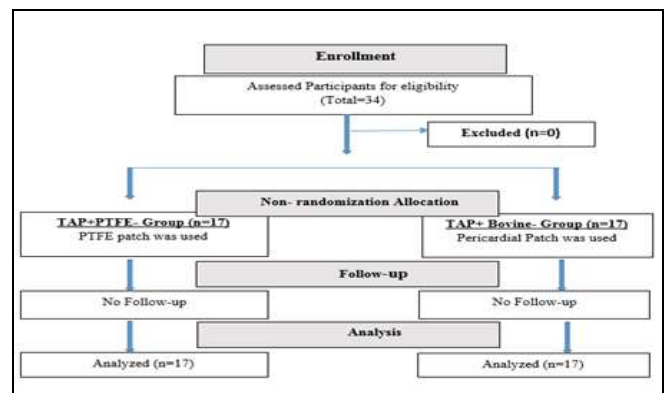 Enrollment
Assessed Participants for eligibility
(Total=34)
Excluded (n=0)
Non- randomization Allocation
TAP+PTFE- Group (n=17)
PTFE patch was used
TAP+ Bovine- Group (n=17)
Pericardial Patch was used
Follow-up
No Follow-up
No Follow-up
Analysis
Analyzed (n=17)
Analyzed (n=17)